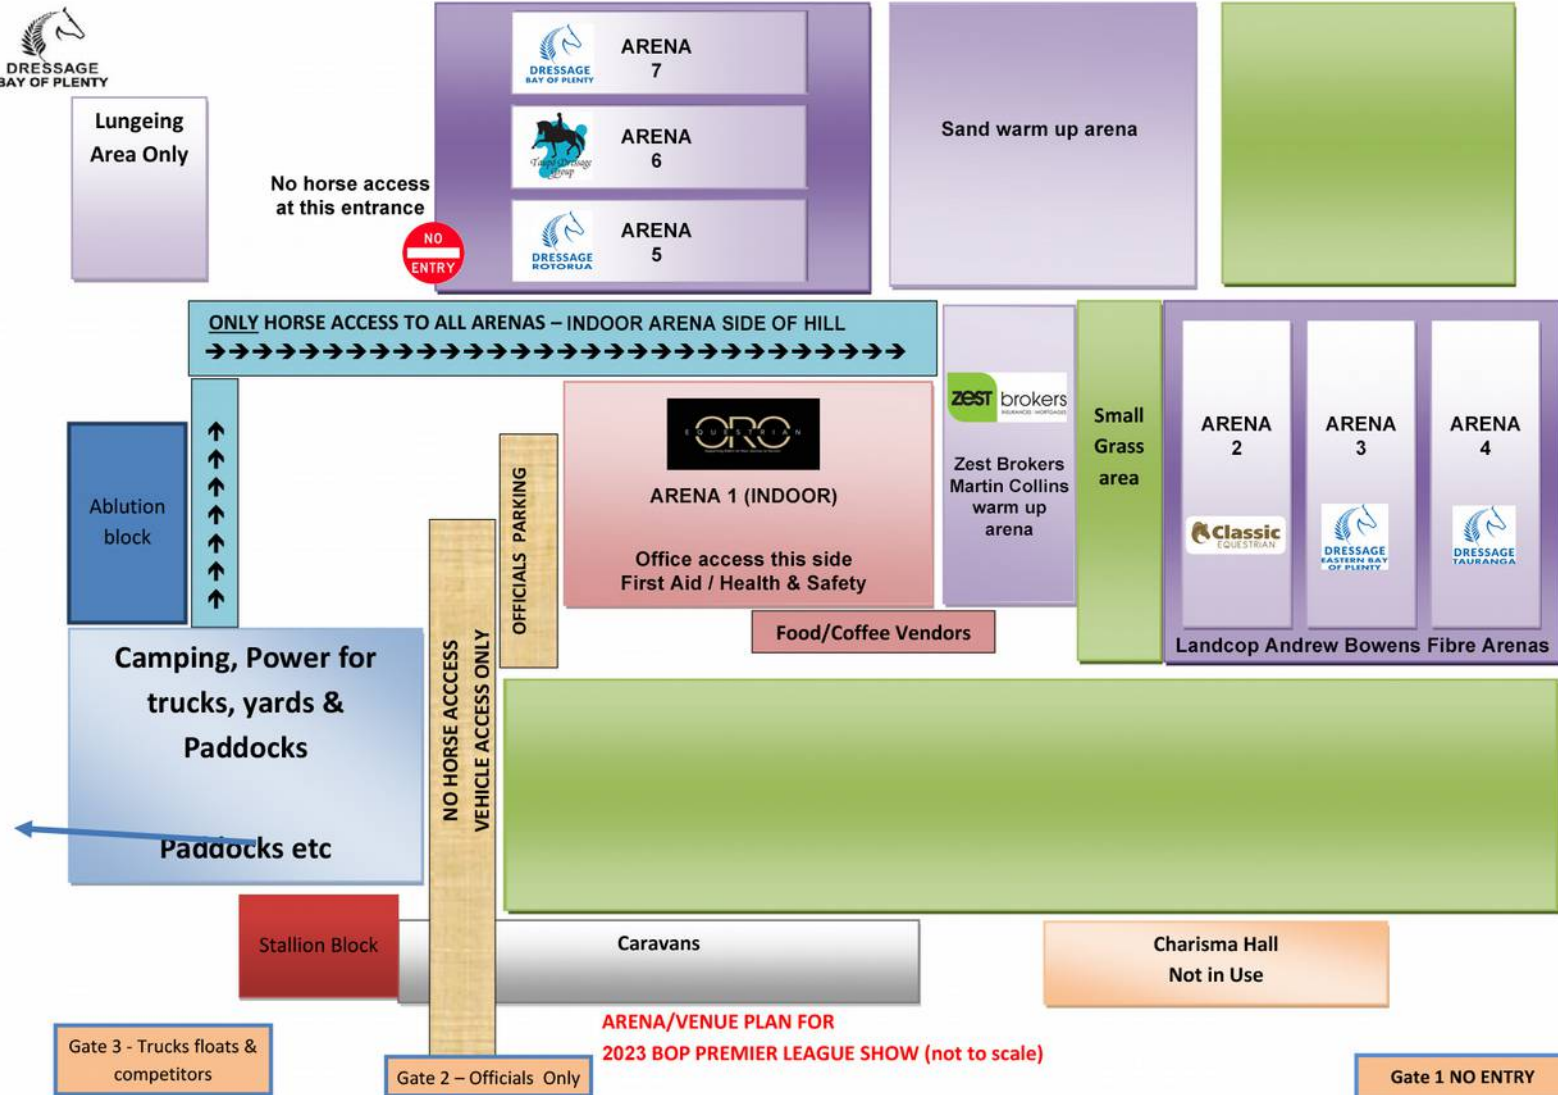 DRESSAGE
BAY OF PLENTY
Lungeing
Area Only
No horse access
at this entrance
NO
ENTRY
DRESSAGE
BAY OF PLENTY
ARENA
7
Taupo Dressage
Group
ARENA
6
DRESSAGE
ROTORUA
ARENA
5
Sand warm up arena
ONLY HORSE ACCESS TO ALL ARENAS – INDOOR ARENA SIDE OF HILL
Ablution
block
OFFICIALS PARKING
ORO
EQUESTRIAN
ARENA 1 (INDOOR)
Office access this side
First Aid / Health & Safety
Food/Coffee Vendors
ZEST brokers
INSURANCES MORTGAGES
Zest Brokers
Martin Collins
warm up
arena
Small
Grass
area
ARENA
2
Classic
EQUESTRIAN
ARENA
3
DRESSAGE
EASTERN BAY
OF PLENTY
ARENA
4
DRESSAGE
TAURANGA
Landcop Andrew Bowens Fibre Arenas
Camping, Power for
trucks, yards &
Paddocks
Paddocks etc
NO HORSE ACCCESS
VEHICLE ACCESS ONLY
Stallion Block
Caravans
Charisma Hall
Not in Use
ARENA/VENUE PLAN FOR
2023 BOP PREMIER LEAGUE SHOW (not to scale)
Gate 3 - Trucks floats &
competitors
Gate 2 – Officials Only
Gate 1 NO ENTRY